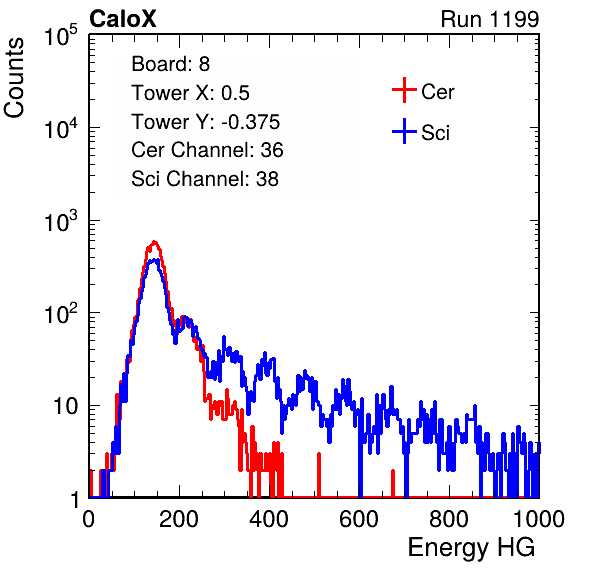 CaloX Run 1199
Counts
Board: 8
Tower X: 0.5
Tower Y: -0.375
Cer Channel: 36
Sci Channel: 38
Cer
Sci
10^5
10^4
10^3
10^2
10
1
0 200 400 600 800 1000
Energy HG